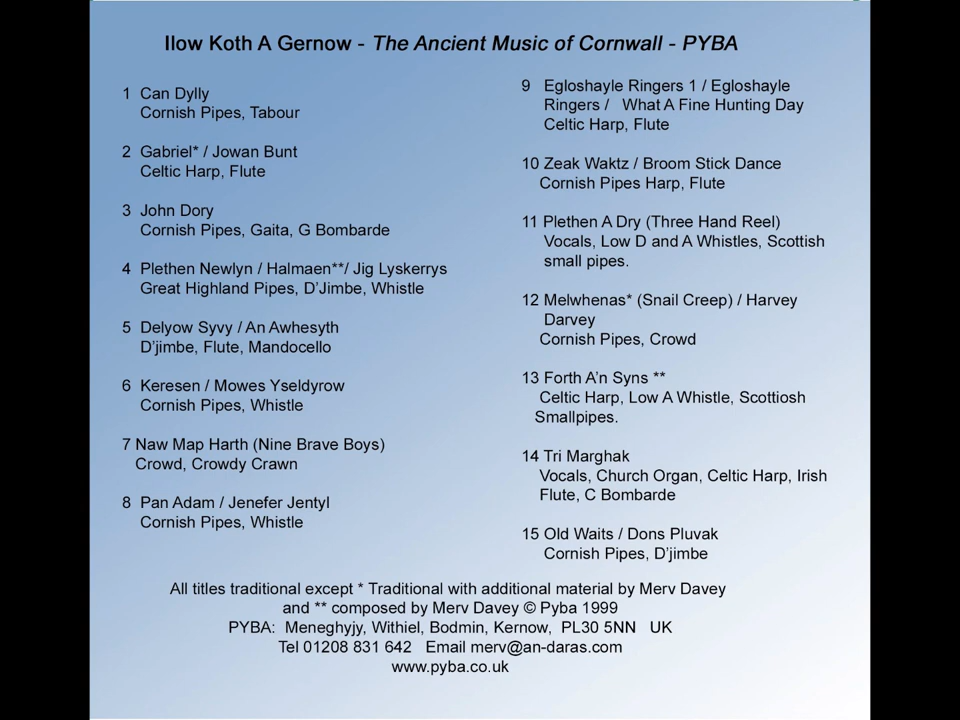 Ilow Koth A Gernow - The Ancient Music of Cornwall - PYBA
1 Can Dylly
Cornish Pipes, Tabour
2 Gabriel* / Jowan Bunt
Celtic Harp, Flute
3 John Dory
Cornish Pipes, Gaita, G Bombarde
4 Plethen Newlyn / Halmaen**/ Jig Lyskerrys
Great Highland Pipes, D'Jimbe, Whistle
5 Delyow Syvy / An Awhesyth
D'jimbe, Flute, Mandocello
6 Keresen / Mowes Yseldyrow
Cornish Pipes, Whistle
7 Naw Map Harth (Nine Brave Boys)
Crowd, Crowdy Crawn
8 Pan Adam / Jenefer Jentyl
Cornish Pipes, Whistle
9 Egloshayle Ringers 1 / Egloshayle
Ringers / What A Fine Hunting Day
Celtic Harp, Flute
10 Zeak Waktz / Broom Stick Dance
Cornish Pipes Harp, Flute
11 Plethen A Dry (Three Hand Reel)
Vocals, Low D and A Whistles, Scottish
small pipes.
12 Melwhenas* (Snail Creep) / Harvey
Darvey
Cornish Pipes, Crowd
13 Forth A'n Syns **
Celtic Harp, Low A Whistle, Scottiosh
Smallpipes.
14 Tri Marghak
Vocals, Church Organ, Celtic Harp, Irish
Flute, C Bombarde
15 Old Waits / Dons Pluvak
Cornish Pipes, D'jimbe
All titles traditional except * Traditional with additional material by Merv Davey
and ** composed by Merv Davey © Pyba 1999
PYBA: Meneghyjy, Withiel, Bodmin, Kernow, PL30 5NN UK
Tel 01208 831 642 Email merv@an-daras.com
www.pyba.co.uk